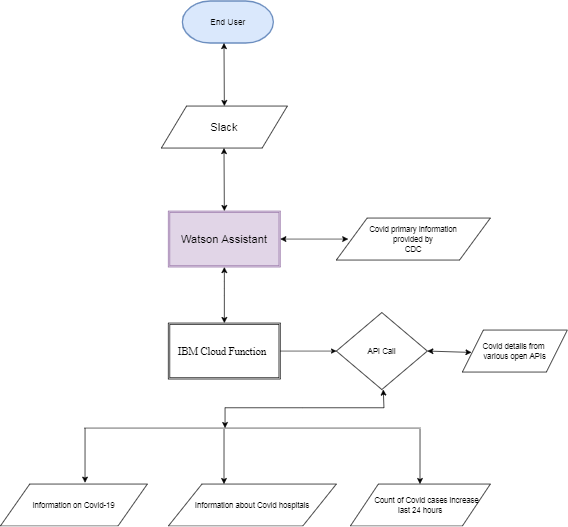 End User
Slack
Watson Assistant
Covid primary information
provided by
CDC
IBM Cloud Function
API Call
Covid details from
various open APIs
Information on Covid-19
Information about Covid hospitals
Count of Covid cases increase
last 24 hours